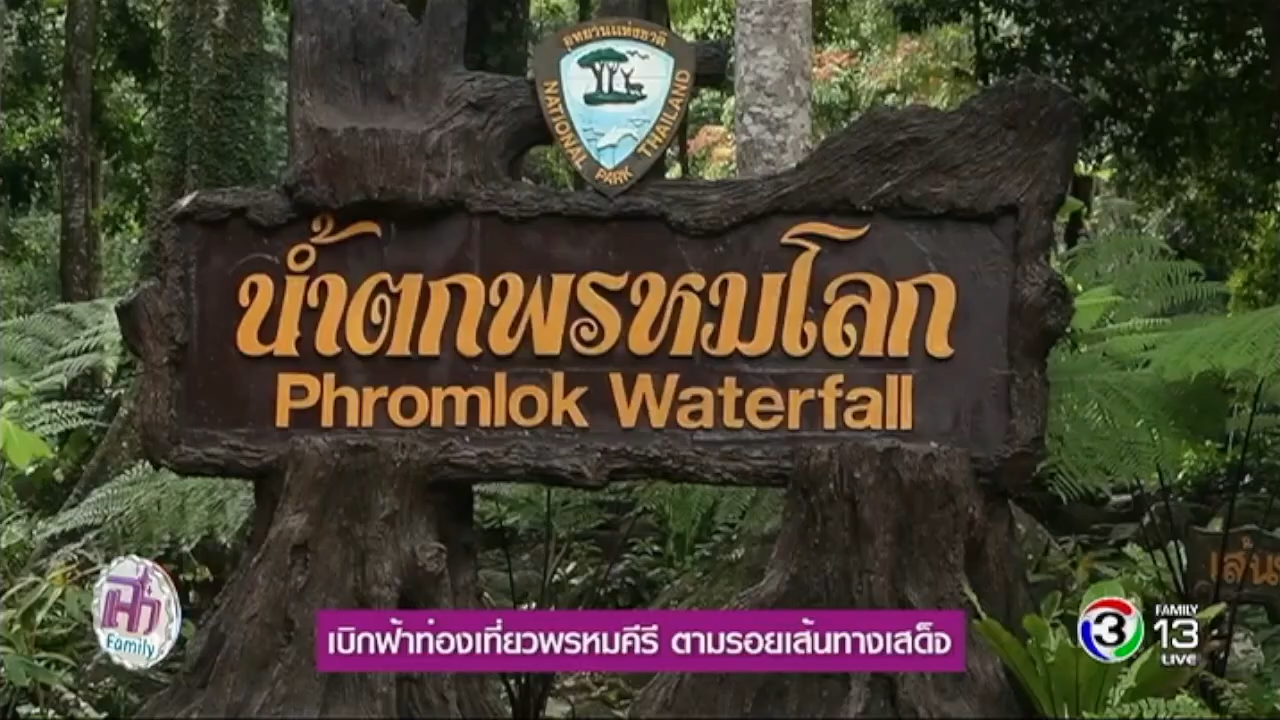 อุทยานแห่งชาติ
NATIONAL PARK THAILAND
น้ำตกพรหมโลก
Phromlok Waterfall
เส้น
Family
เบิกฟ้าท่องเที่ยวพรหมคีรี ตามรอยเส้นทางเสด็จ
3
FAMILY
13
LIVE